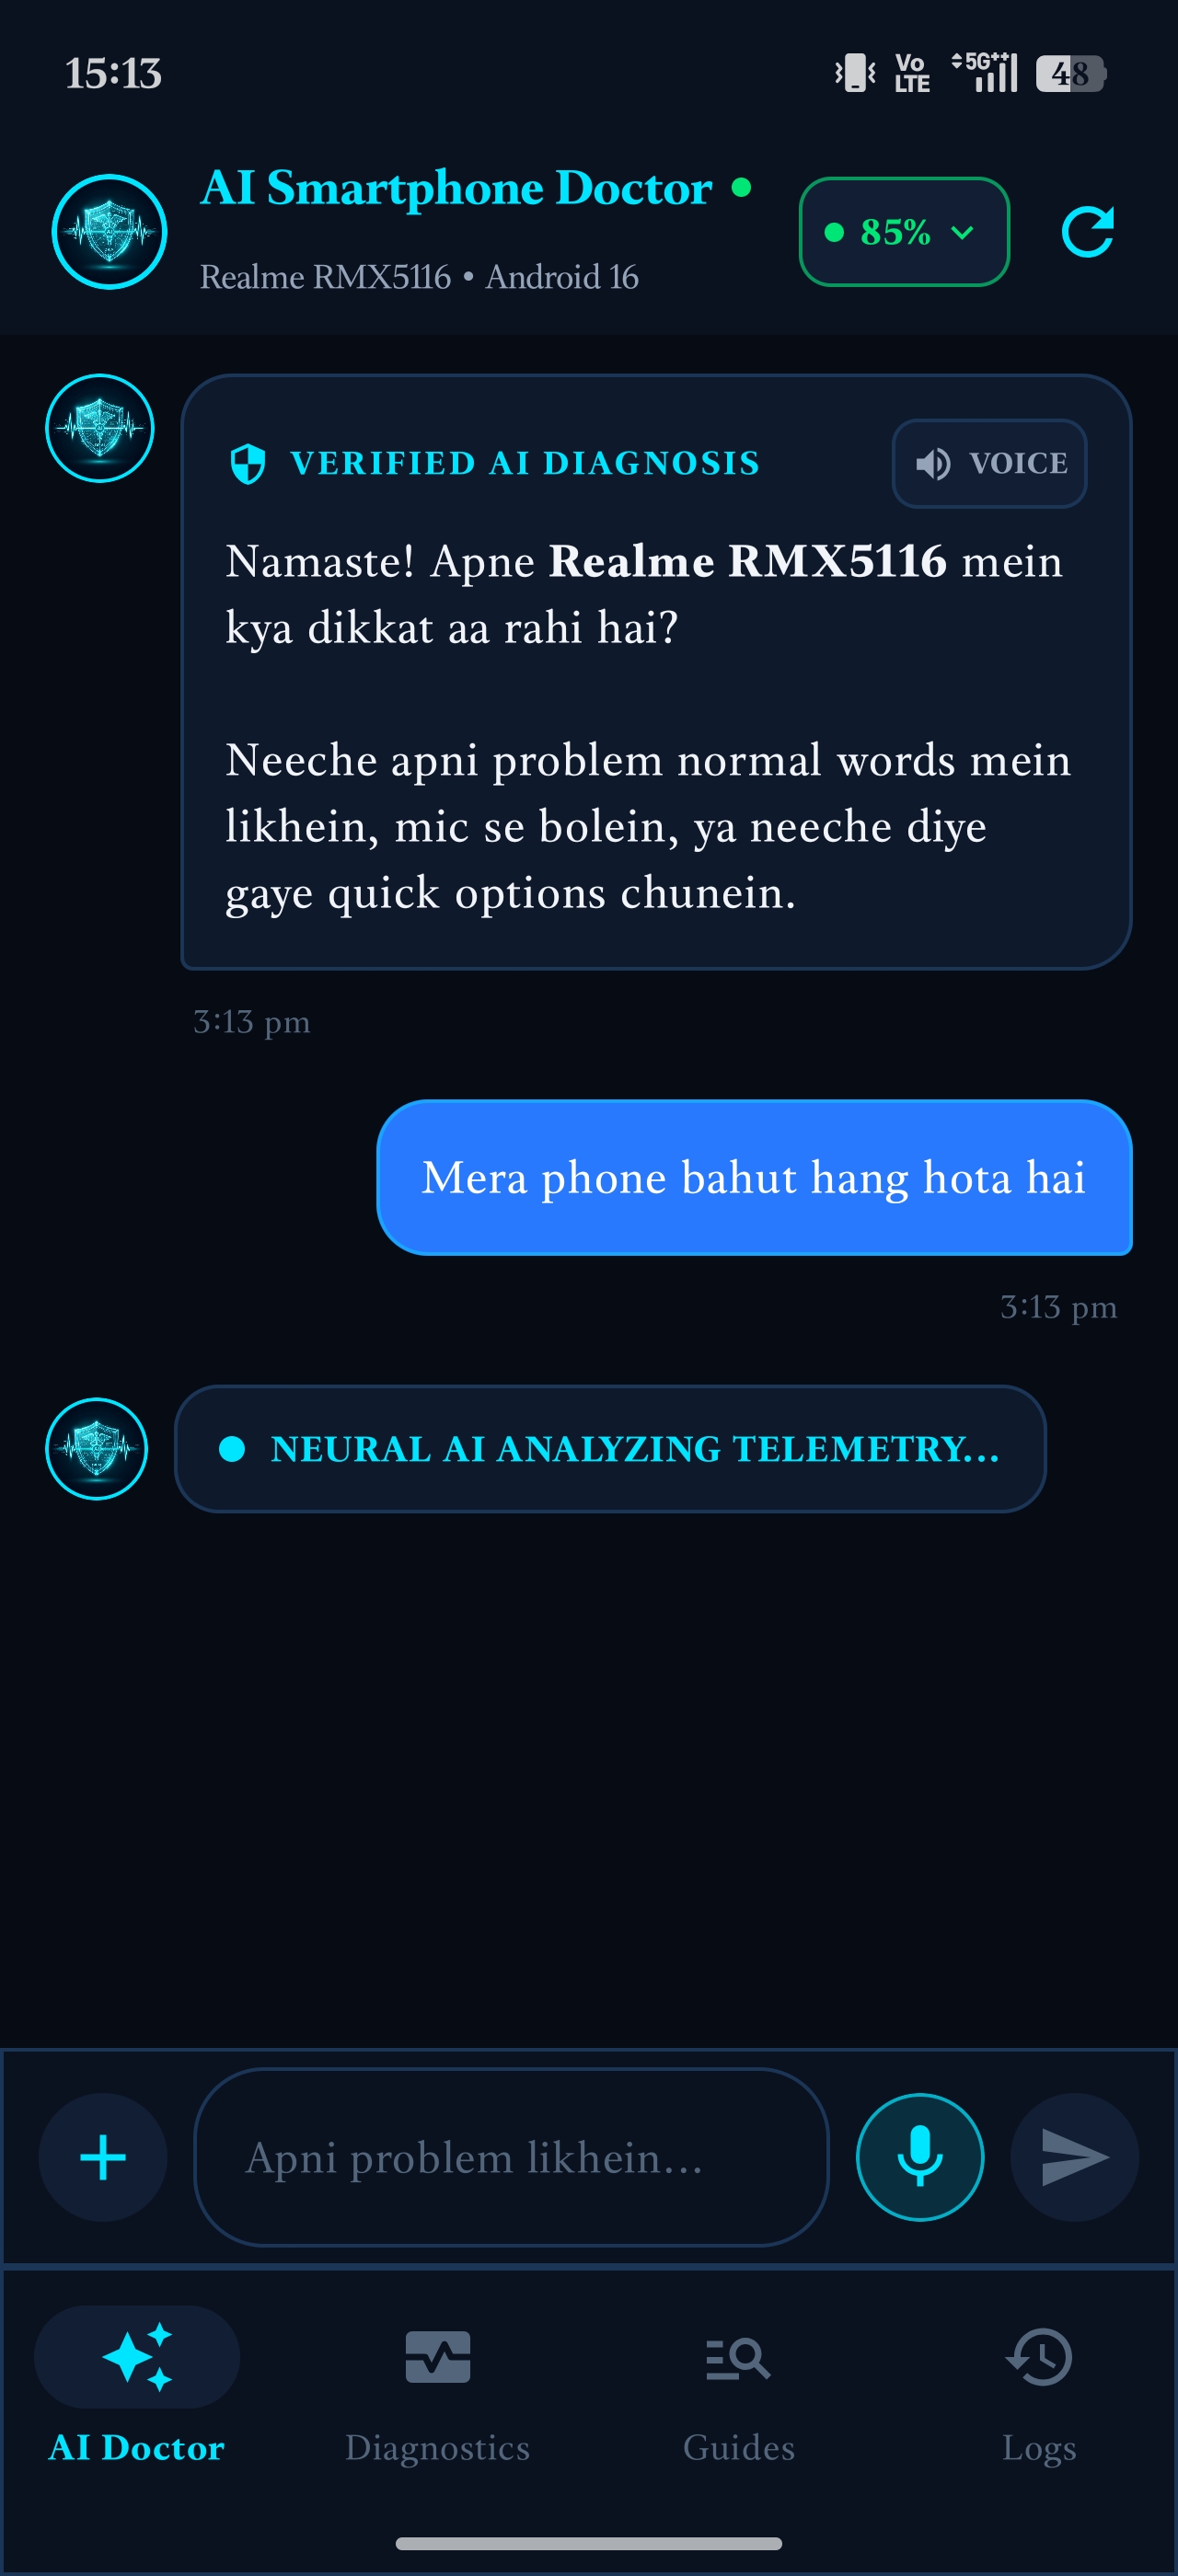 15:13
Vo LTE 5G++ 48
AI Smartphone Doctor
85%
Realme RMX5116 • Android 16
VERIFIED AI DIAGNOSIS
VOICE
Namaste! Apne Realme RMX5116 mein
kya dikkat aa rahi hai?
Neeche apni problem normal words mein
likhein, mic se bolein, ya neeche diye
gaye quick options chunein.
3:13 pm
Mera phone bahut hang hota hai
3:13 pm
NEURAL AI ANALYZING TELEMETRY...
Apni problem likhein...
AI Doctor
Diagnostics
Guides
Logs